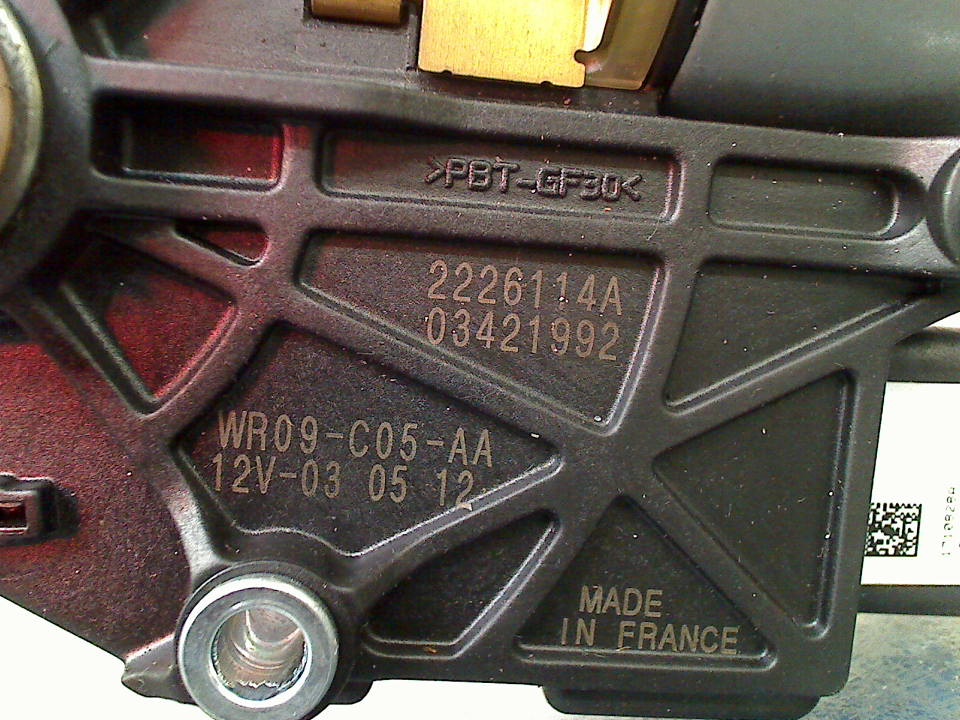 >PBT-GF30<
2226114A
03421992
WR09-C05-AA
12V-03 05 12
MADE
IN FRANCE